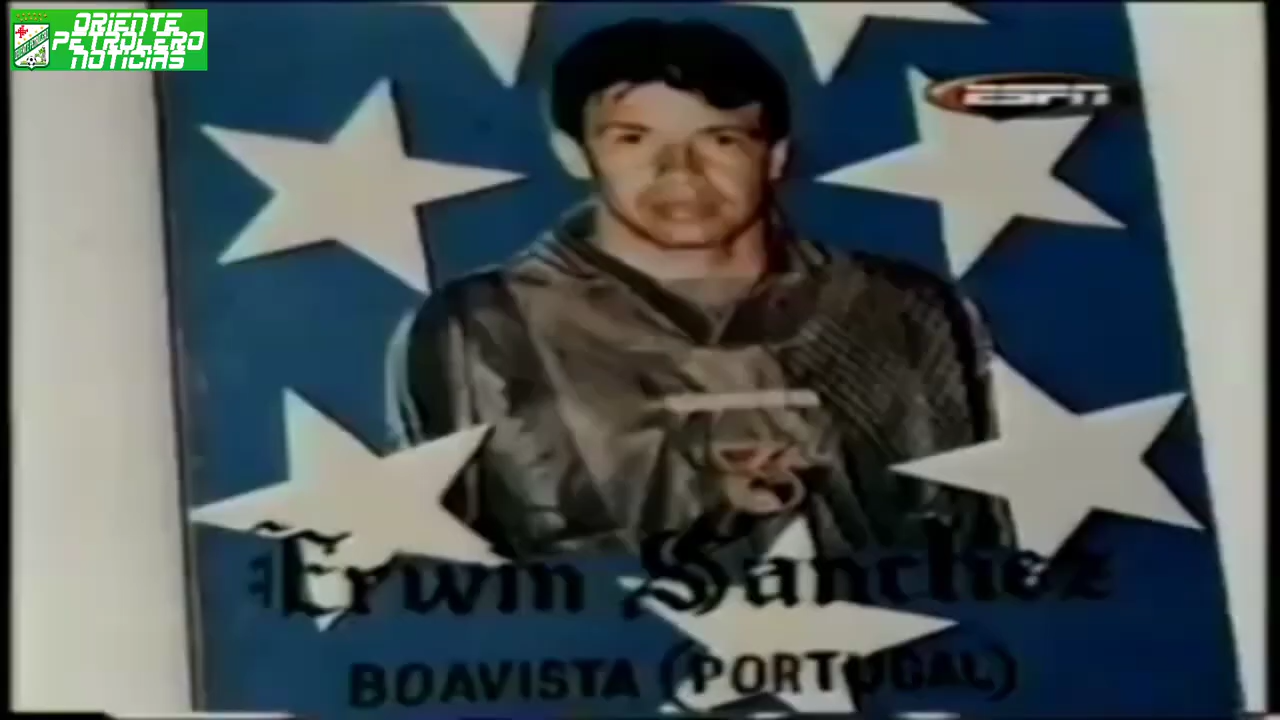 ORIENTE
PETROLERO
NOTICIAS
ESPN
Erwin Sanchez
BOAVISTA (PORTUGAL)